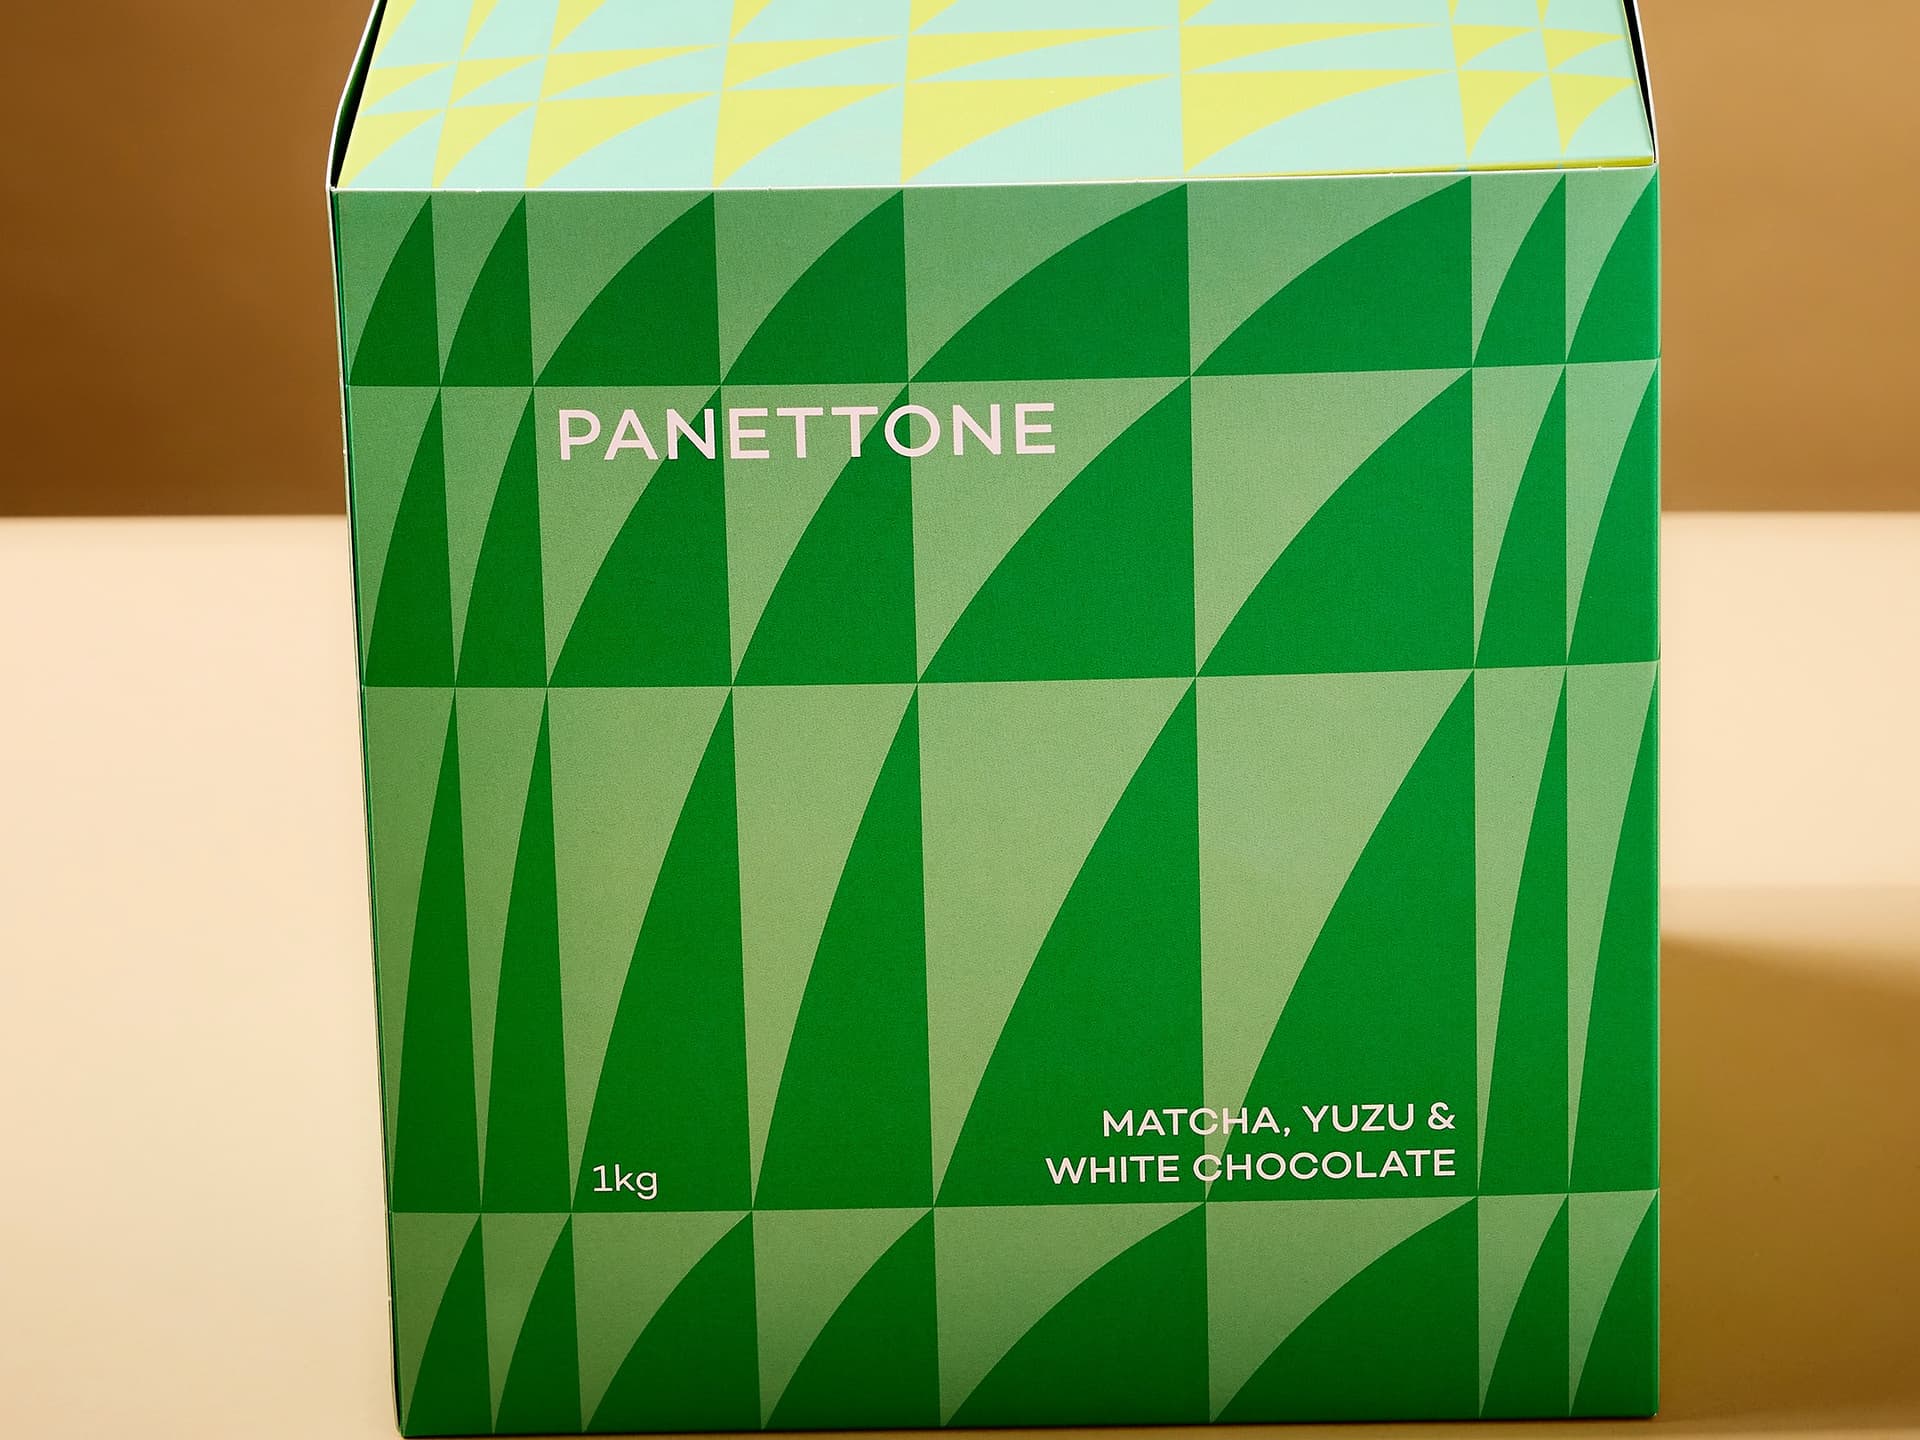 PANETTONE
1kg
MATCHA, YUZU &
WHITE CHOCOLATE